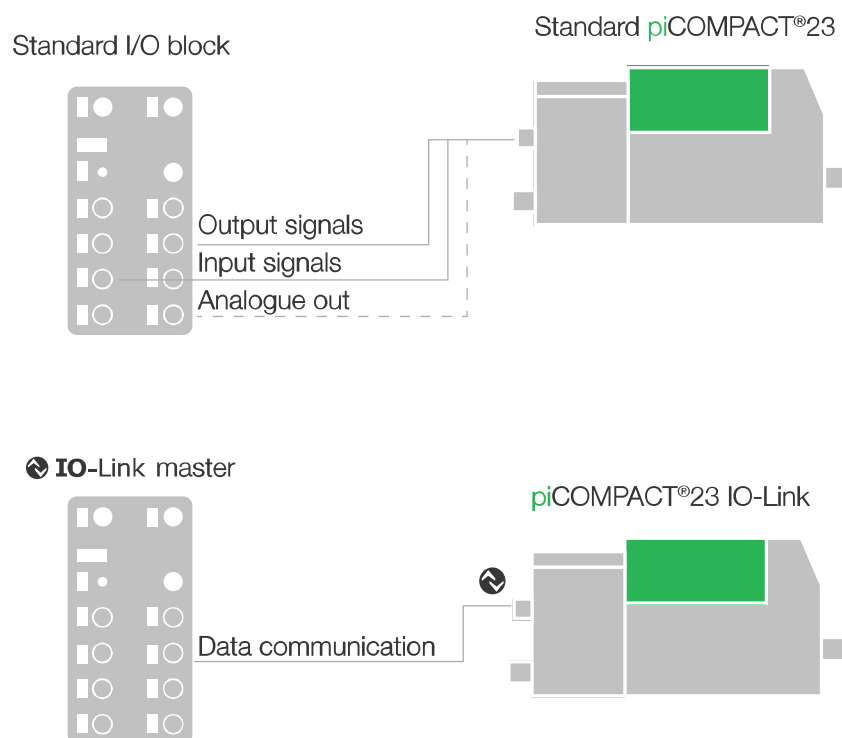 Standard I/O block
Standard piCOMPACT®23
Output signals
Input signals
Analogue out
IO-Link master
piCOMPACT®23 IO-Link
Data communication